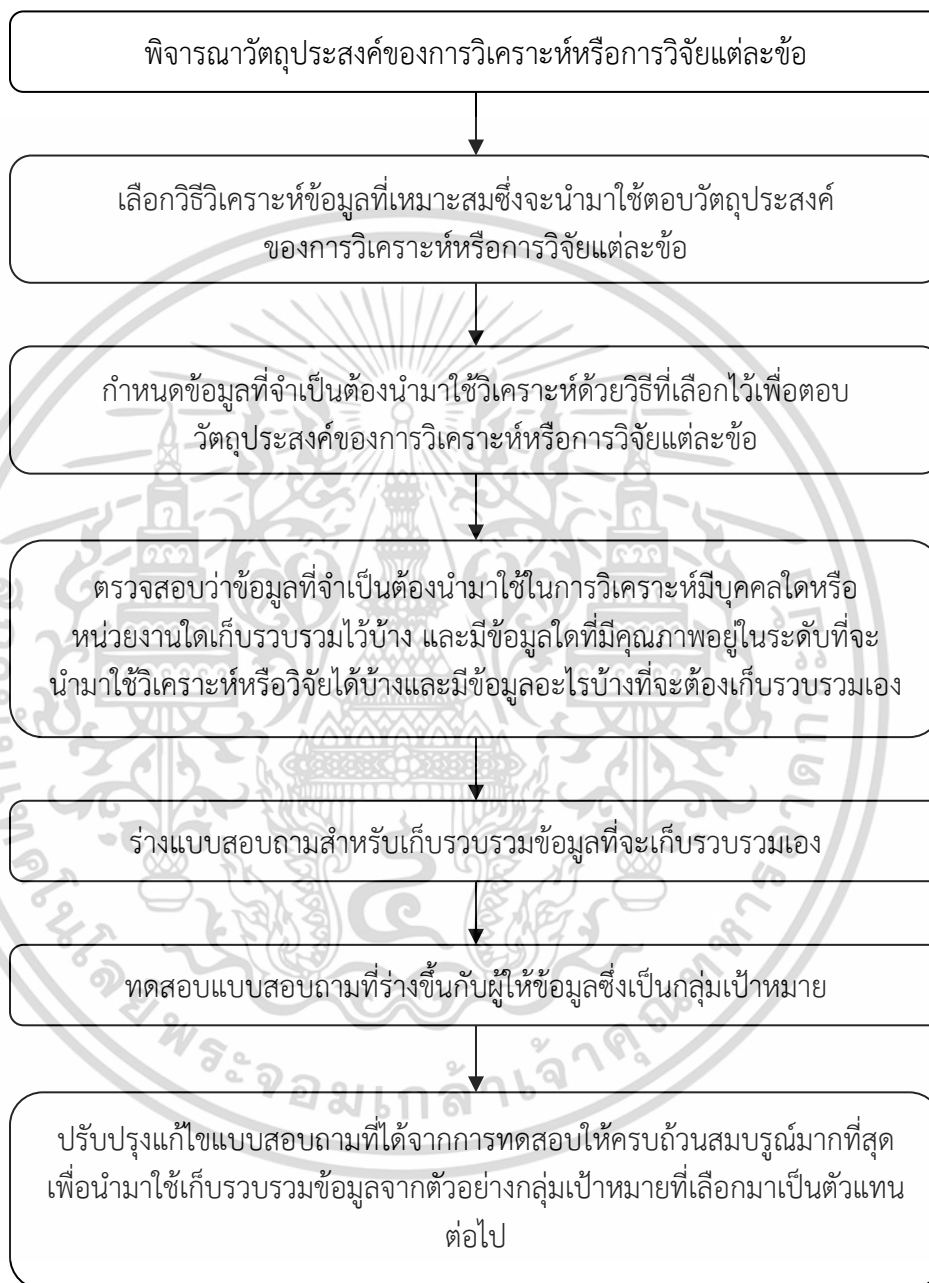 พิจารณาวัตถุประสงค์ของการวิเคราะห์หรือการวิจัยแต่ละข้อ
เลือกวิธีวิเคราะห์ข้อมูลที่เหมาะสมซึ่งจะนำมาใช้ตอบวัตถุประสงค์
ของการวิเคราะห์หรือการวิจัยแต่ละข้อ
กำหนดข้อมูลที่จำเป็นต้องนำมาใช้วิเคราะห์ด้วยวิธีที่เลือกไว้เพื่อตอบ
วัตถุประสงค์ของการวิเคราะห์หรือการวิจัยแต่ละข้อ
ตรวจสอบว่าข้อมูลที่จำเป็นต้องนำมาใช้ในการวิเคราะห์มีบุคคลใดหรือ
หน่วยงานใดเก็บรวบรวมไว้บ้าง และมีข้อมูลใดที่มีคุณภาพอยู่ในระดับที่จะ
นำมาใช้วิเคราะห์หรือวิจัยได้บ้างและมีข้อมูลอะไรบ้างที่จะต้องเก็บรวบรวมเอง
ร่างแบบสอบถามสำหรับเก็บรวบรวมข้อมูลที่จะเก็บรวบรวมเอง
ทดสอบแบบสอบถามที่ร่างขึ้นกับผู้ให้ข้อมูลซึ่งเป็นกลุ่มเป้าหมาย
ปรับปรุงแก้ไขแบบสอบถามที่ได้จากการทดสอบให้ครบถ้วนสมบรูณ์มากที่สุด
เพื่อนำมาใช้เก็บรวบรวมข้อมูลจากตัวอย่างกลุ่มเป้าหมายที่เลือกมาเป็นตัวแทน
ต่อไป
พระจอมเกล้าเจ้าคุณทหาร